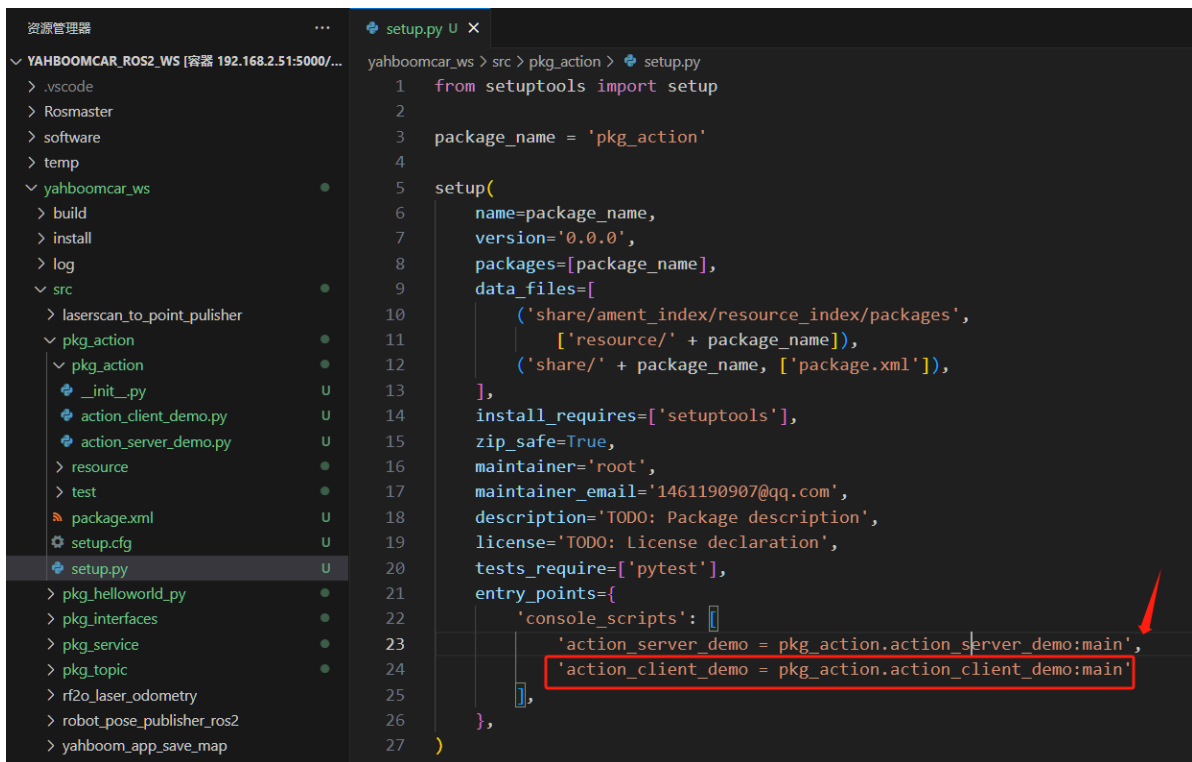 资源管理器
···
YAHBOOMCAR_ROS2_WS [容器 192.168.2.51:5000/...
.vscode
Rosmaster
software
temp
yahboomcar_ws
build
install
log
src
laserscan_to_point_pulisher
pkg_action
pkg_action
__init__.py U
action_client_demo.py U
action_server_demo.py U
resource
test
package.xml U
setup.cfg U
setup.py U
pkg_helloworld_py
pkg_interfaces
pkg_service
pkg_topic
rf2o_laser_odometry
robot_pose_publisher_ros2
yahboom_app_save_map
setup.py U ×
yahboomcar_ws > src > pkg_action > setup.py
1 from setuptools import setup
2
3 package_name = 'pkg_action'
4
5 setup(
6 name=package_name,
7 version='0.0.0',
8 packages=[package_name],
9 data_files=[
10 ('share/ament_index/resource_index/packages',
11 ['resource/' + package_name]),
12 ('share/' + package_name, ['package.xml']),
13 ],
14 install_requires=['setuptools'],
15 zip_safe=True,
16 maintainer='root',
17 maintainer_email='1461190907@qq.com',
18 description='TODO: Package description',
19 license='TODO: License declaration',
20 tests_require=['pytest'],
21 entry_points={
22 'console_scripts': [
23 'action_server_demo = pkg_action.action_server_demo:main',
24 'action_client_demo = pkg_action.action_client_demo:main'
25 ],
26 },
27 )